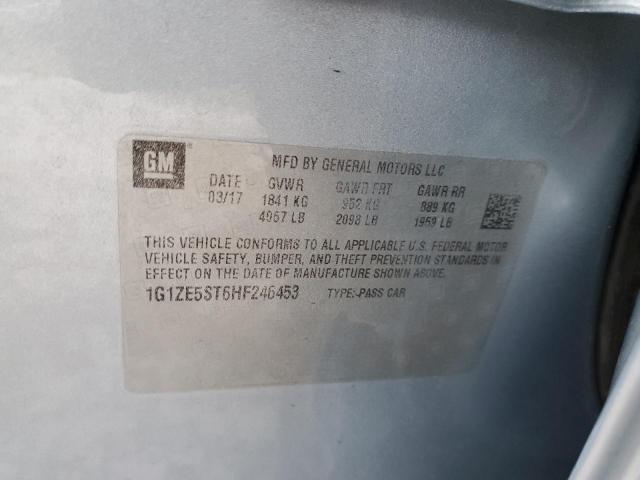 GM
MFD BY GENERAL MOTORS LLC
DATE GVWR GAWR FRT GAWR RR
03/17 1841 KG 952 KG 889 KG
4057 LB 2098 LB 1959 LB
THIS VEHICLE CONFORMS TO ALL APPLICABLE U.S. FEDERAL MOTOR
VEHICLE SAFETY, BUMPER, AND THEFT PREVENTION STANDARDS IN
EFFECT ON THE DATE OF MANUFACTURE SHOWN ABOVE.
1G1ZE5ST6HF246453 TYPE:PASS CAR